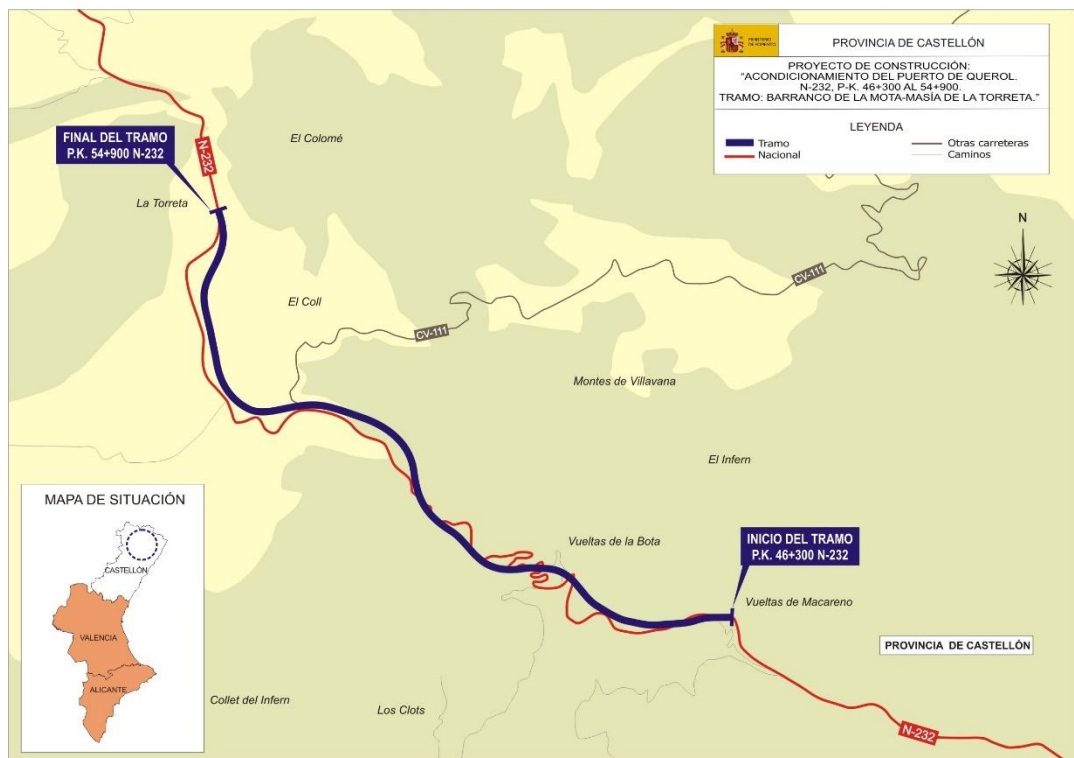 MINISTERIO
DE FOMENTO
PROVINCIA DE CASTELLÓN
PROYECTO DE CONSTRUCCIÓN:
“ACONDICIONAMIENTO DEL PUERTO DE QUEROL.
N-232, P-K. 46+300 AL 54+900.
TRAMO: BARRANCO DE LA MOTA-MASÍA DE LA TORRETA.”
LEYENDA
Tramo
Nacional
Otras carreteras
Caminos
FINAL DEL TRAMO
P.K. 54+900 N-232
N-232
El Colomé
La Torreta
N
El Coll
CV-111
CV-111
Montes de Villavana
El Infern
MAPA DE SITUACIÓN
CASTELLÓN
VALENCIA
ALICANTE
Vueltas de la Bota
INICIO DEL TRAMO
P.K. 46+300 N-232
Vueltas de Macareno
PROVINCIA DE CASTELLÓN
Collet del Infern
Los Clots
N-232